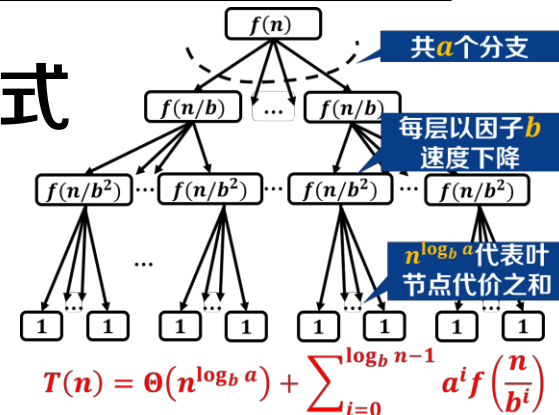 f(n)
共a个分支
式
f(n/b) ... f(n/b)
每层以因子b
速度下降
f(n/b²) ... f(n/b²) ... f(n/b²) ... f(n/b²)
n^{log_b a}代表叶
节点代价之和
...
... ... ... ...
1 1 1 1 1 1 1 1
T(n) = Θ(n^{log_b a}) + ∑_{i=0}^{log_b n−1} a^i f(n/b^i)